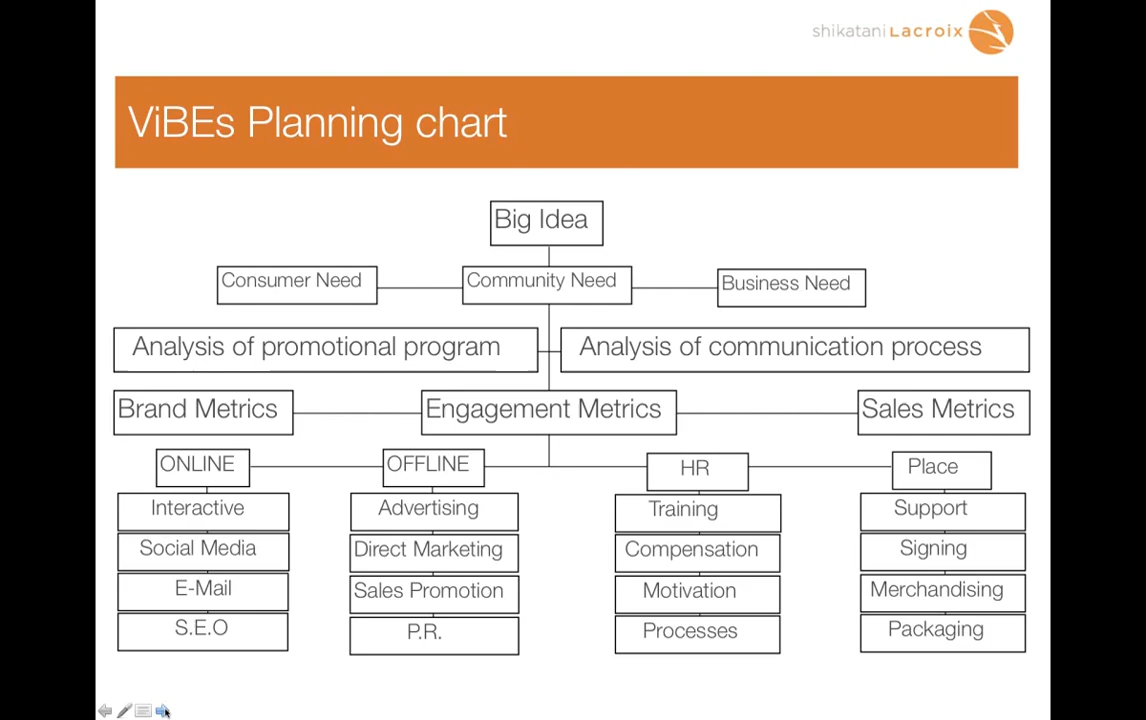 shikatani Lacroix
ViBEs Planning chart
Big Idea
Consumer Need
Community Need
Business Need
Analysis of promotional program
Analysis of communication process
Brand Metrics
Engagement Metrics
Sales Metrics
ONLINE
OFFLINE
HR
Place
Interactive
Advertising
Training
Support
Social Media
Direct Marketing
Compensation
Signing
E-Mail
Sales Promotion
Motivation
Merchandising
S.E.O
P.R.
Processes
Packaging